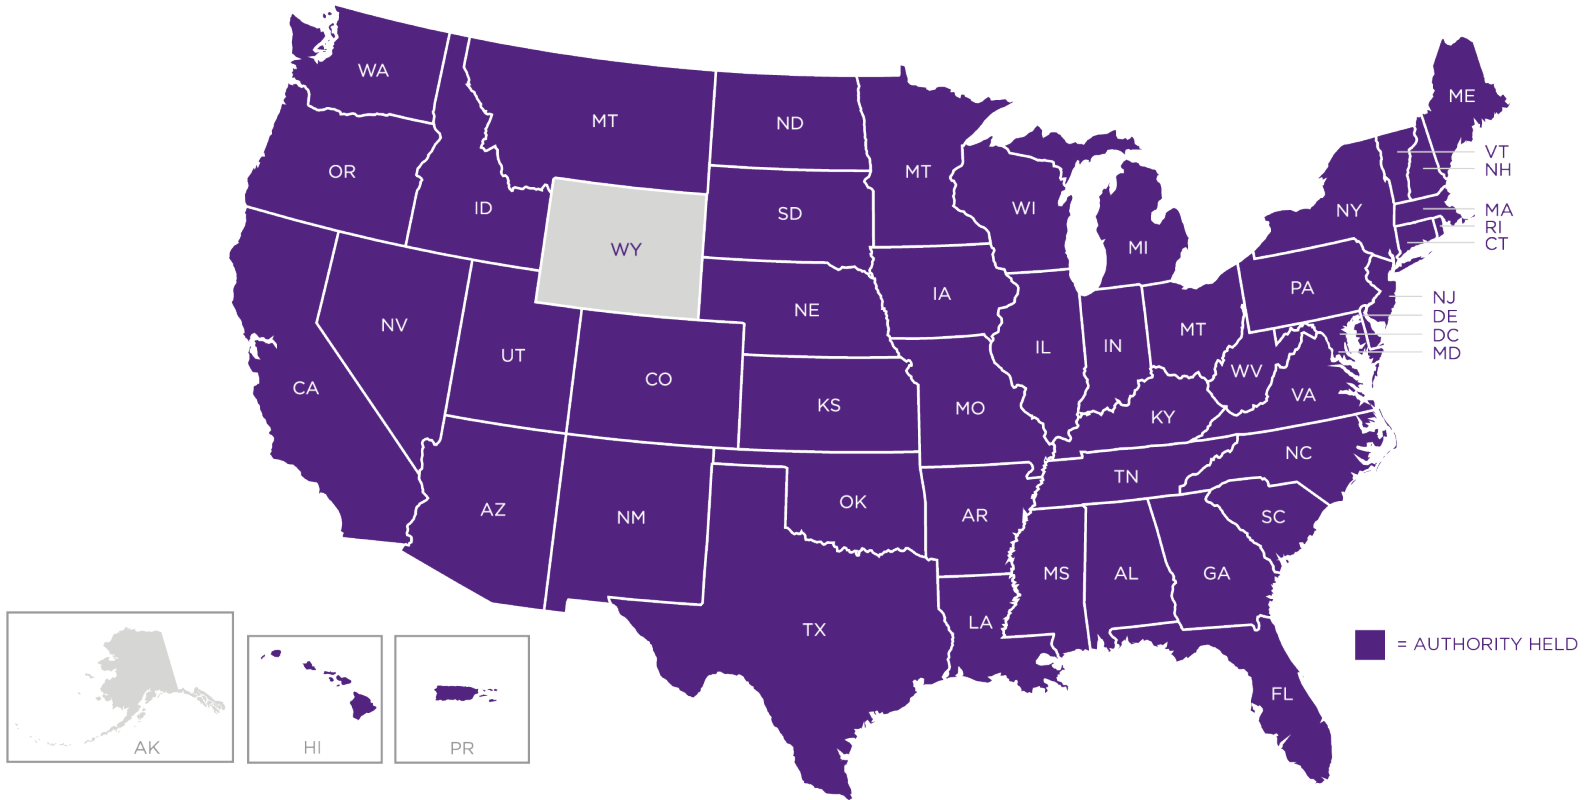 WA
ME
MT
ND
VT
OR
MT
NH
ID
WI
NY
MA
SD
RI
MI
CT
WY
PA
IA
NJ
NE
DE
NV
MT
DC
IL
IN
MD
UT
WV
CO
CA
VA
KS
MO
KY
NC
TN
OK
AZ
AR
SC
NM
MS
AL
GA
LA
TX
= AUTHORITY HELD
FL
AK
HI
PR